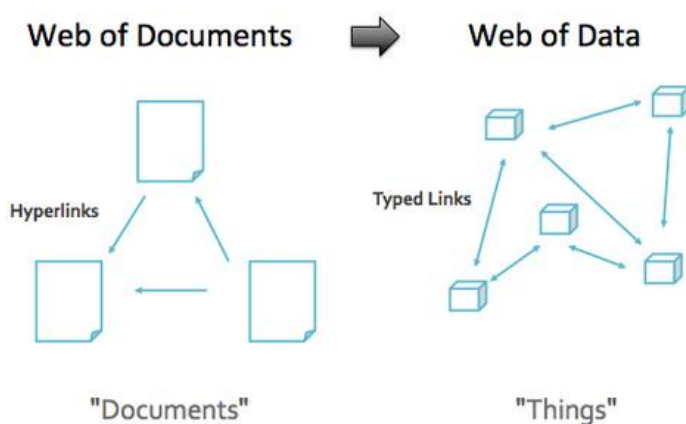 Web of Documents
Web of Data
Hyperlinks
Typed Links
"Documents"
"Things"